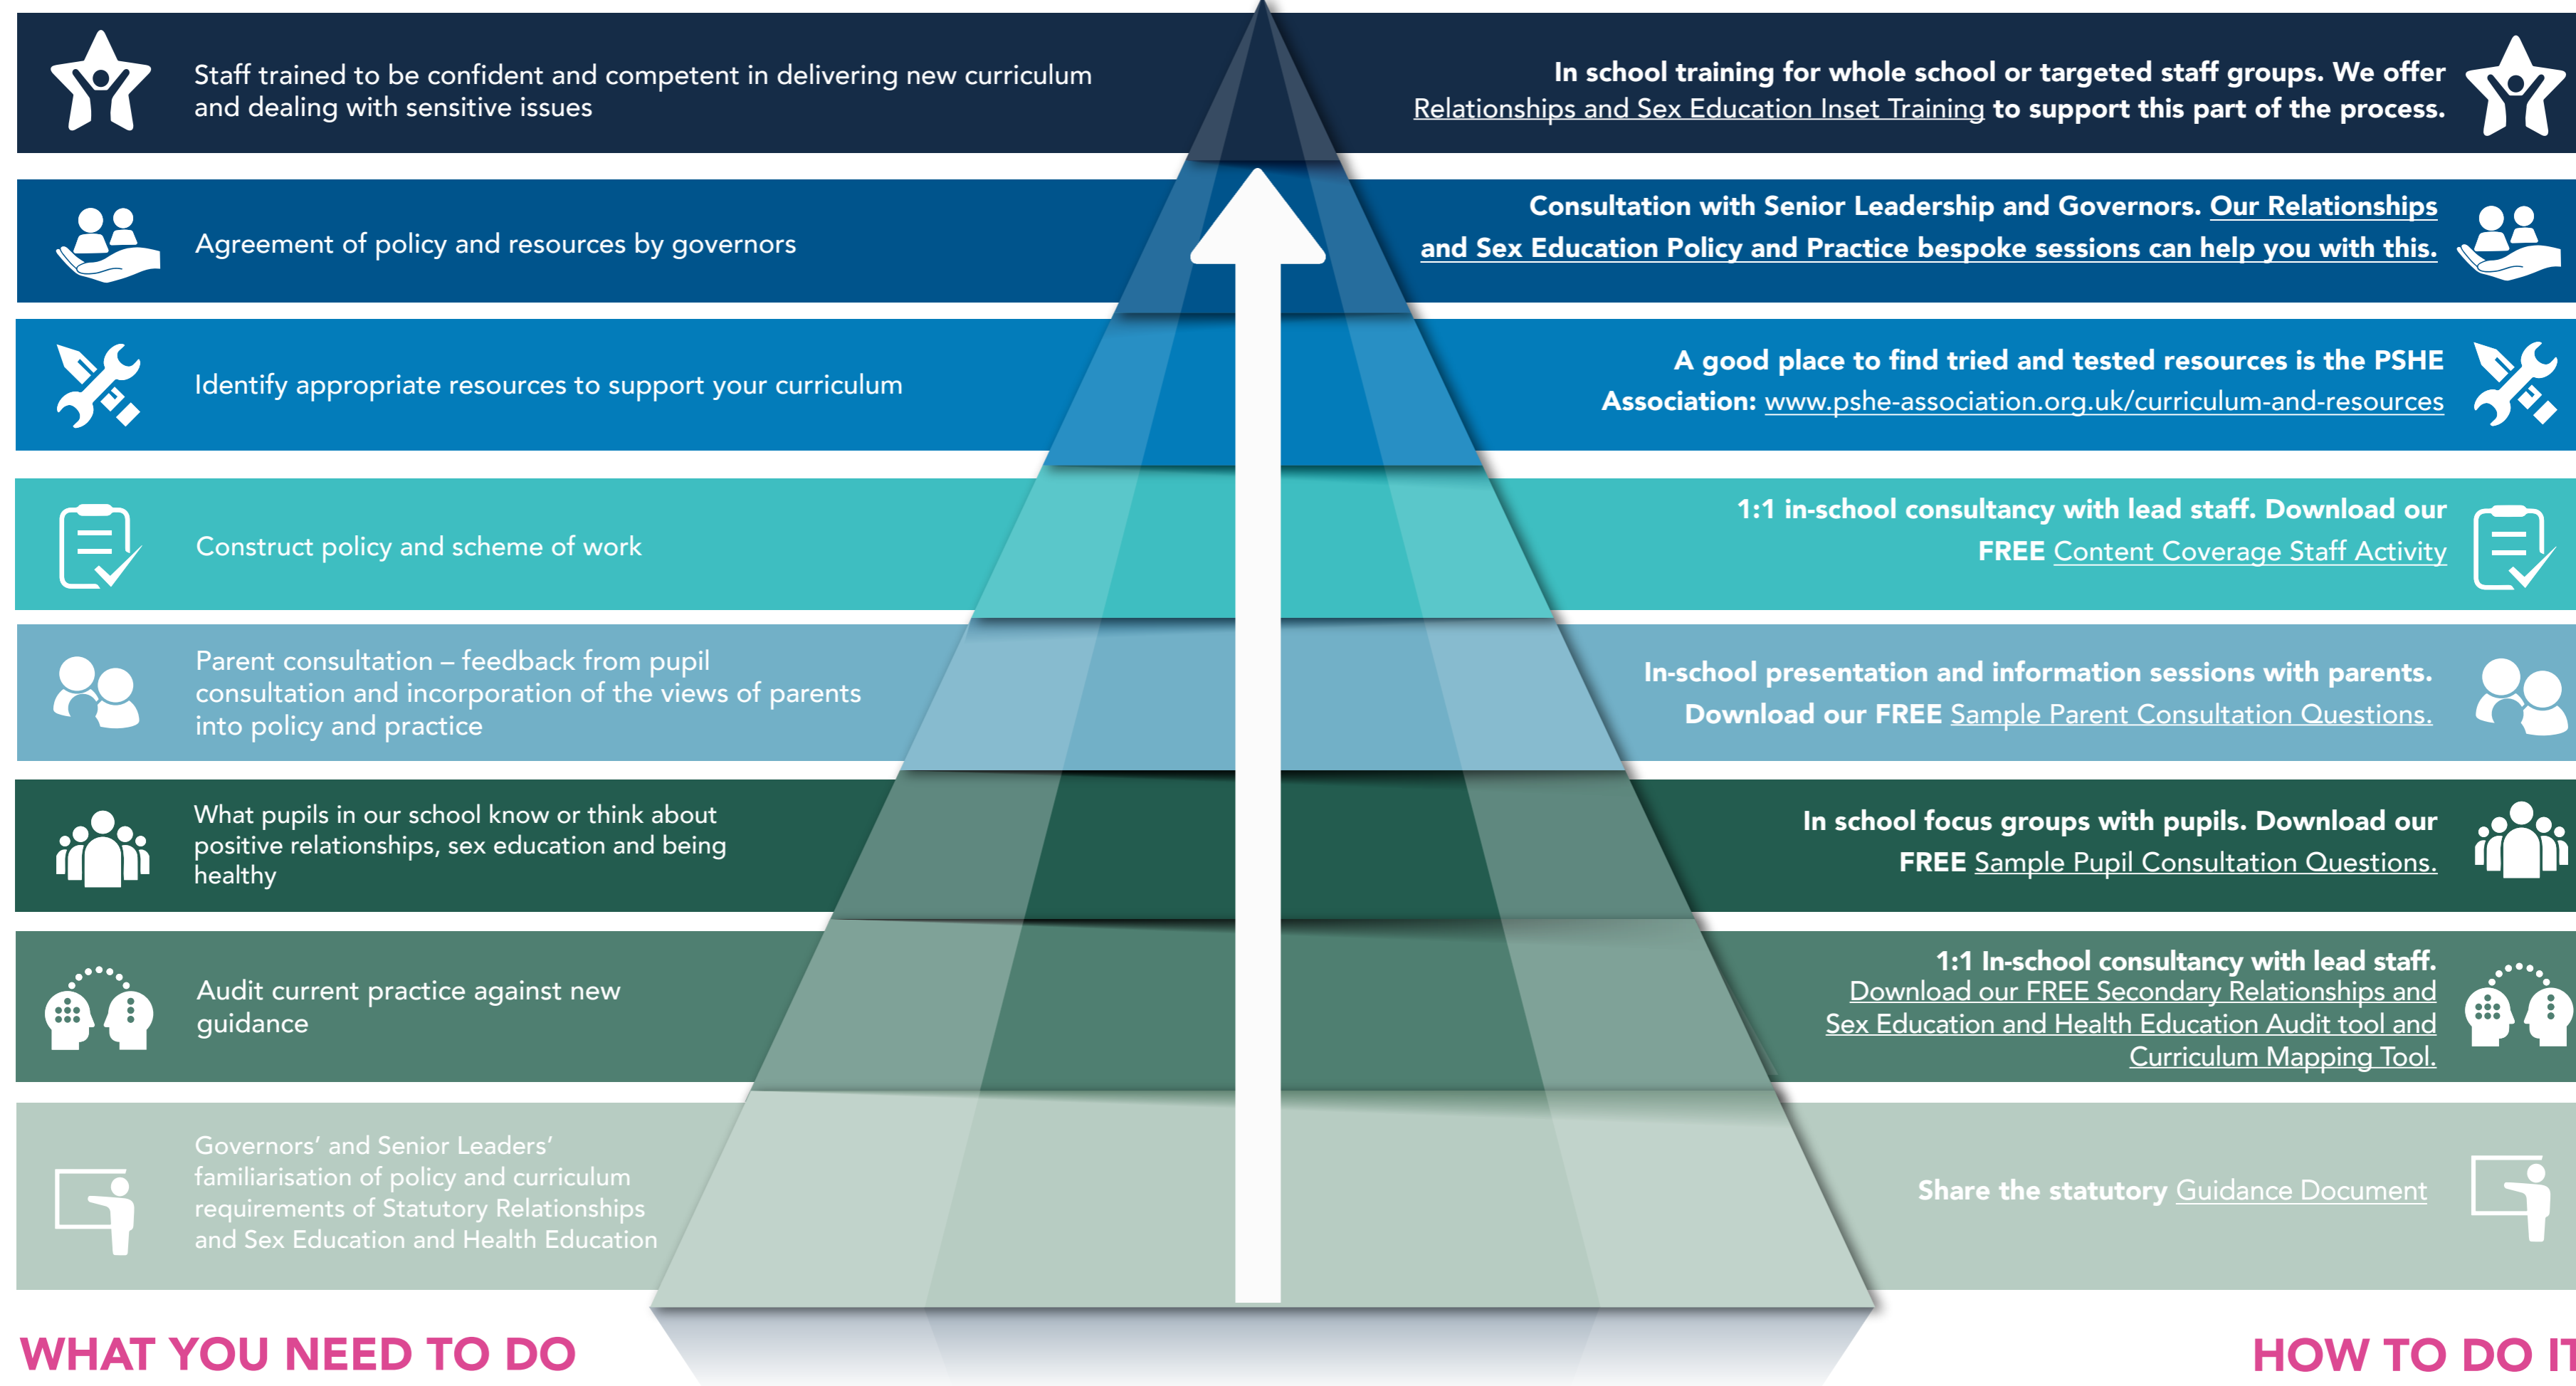 Staff trained to be confident and competent in delivering new curriculum
and dealing with sensitive issues
In school training for whole school or targeted staff groups. We offer
Relationships and Sex Education Inset Training to support this part of the process.
Agreement of policy and resources by governors
Consultation with Senior Leadership and Governors. Our Relationships
and Sex Education Policy and Practice bespoke sessions can help you with this.
Identify appropriate resources to support your curriculum
A good place to find tried and tested resources is the PSHE
Association: www.pshe-association.org.uk/curriculum-and-resources
Construct policy and scheme of work
1:1 in-school consultancy with lead staff. Download our
FREE Content Coverage Staff Activity
Parent consultation – feedback from pupil
consultation and incorporation of the views of parents
into policy and practice
In-school presentation and information sessions with parents.
Download our FREE Sample Parent Consultation Questions.
What pupils in our school know or think about
positive relationships, sex education and being
healthy
In school focus groups with pupils. Download our
FREE Sample Pupil Consultation Questions.
Audit current practice against new
guidance
1:1 In-school consultancy with lead staff.
Download our FREE Secondary Relationships and
Sex Education and Health Education Audit tool and
Curriculum Mapping Tool.
Governors’ and Senior Leaders’
familiarisation of policy and curriculum
requirements of Statutory Relationships
and Sex Education and Health Education
Share the statutory Guidance Document
WHAT YOU NEED TO DO
HOW TO DO IT